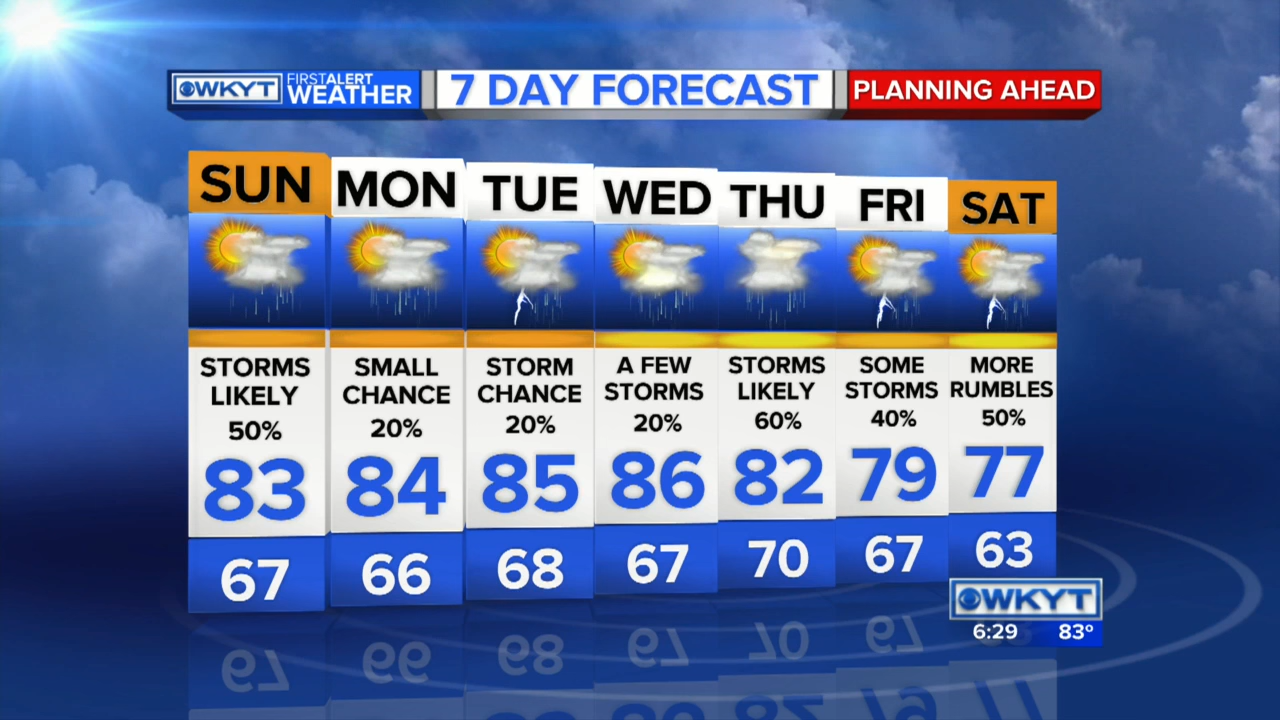 WKYT FIRST ALERT WEATHER 7 DAY FORECAST PLANNING AHEAD
SUN MON TUE WED THU FRI SAT
STORMS LIKELY 50%
83
67
SMALL CHANCE 20%
84
66
STORM CHANCE 20%
85
68
A FEW STORMS 20%
86
67
STORMS LIKELY 60%
82
70
SOME STORMS 40%
79
67
MORE RUMBLES 50%
77
63
WKYT
6:29 83°